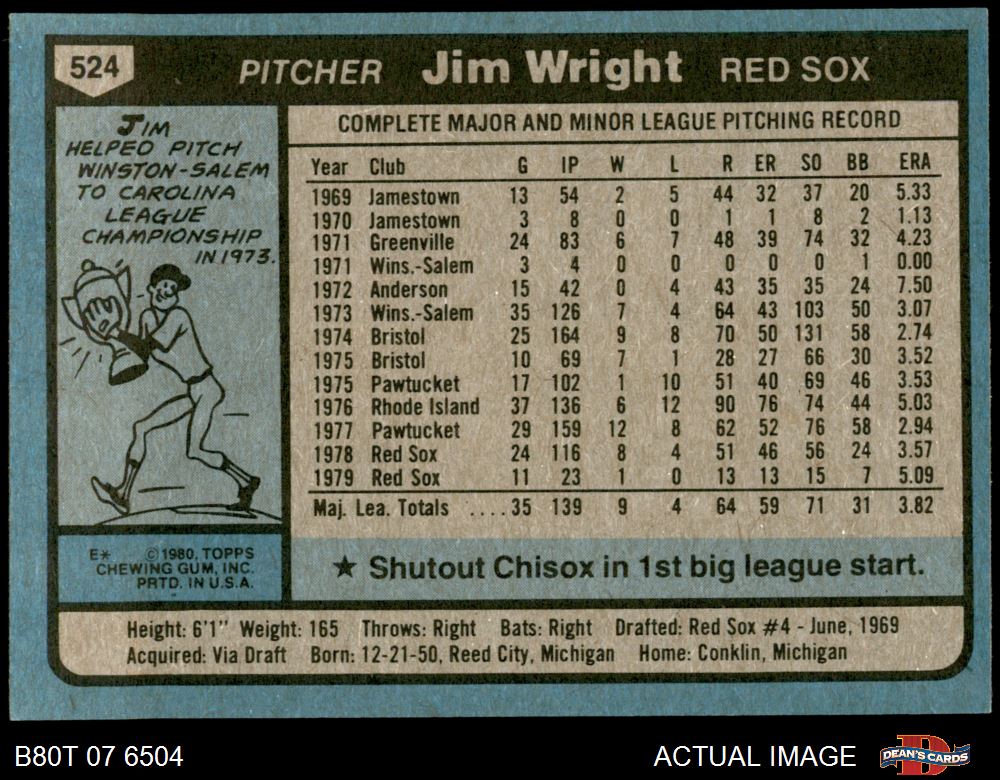 524 PITCHER Jim Wright RED SOX
JIM
HELPED PITCH
WINSTON-SALEM
TO CAROLINA
LEAGUE
CHAMPIONSHIP
IN 1973.
E* © 1980, TOPPS
CHEWING GUM, INC.
PRTD. IN U.S.A.
COMPLETE MAJOR AND MINOR LEAGUE PITCHING RECORD
Year Club G IP W L R ER SO BB ERA
1969 Jamestown 13 54 2 5 44 32 37 20 5.33
1970 Jamestown 3 8 0 0 1 1 8 2 1.13
1971 Greenville 24 83 6 7 48 39 74 32 4.23
1971 Wins.-Salem 3 4 0 0 0 0 0 1 0.00
1972 Anderson 15 42 0 4 43 35 35 24 7.50
1973 Wins.-Salem 35 126 7 4 64 43 103 50 3.07
1974 Bristol 25 164 9 8 70 50 131 58 2.74
1975 Bristol 10 69 7 1 28 27 66 30 3.52
1975 Pawtucket 17 102 1 10 51 40 69 46 3.53
1976 Rhode Island 37 136 6 12 90 76 74 44 5.03
1977 Pawtucket 29 159 12 8 62 52 76 58 2.94
1978 Red Sox 24 116 8 4 51 46 56 24 3.57
1979 Red Sox 11 23 1 0 13 13 15 7 5.09
Maj. Lea. Totals ....35 139 9 4 64 59 71 31 3.82
★ Shutout Chisox in 1st big league start.
Height: 6'1" Weight: 165 Throws: Right Bats: Right Drafted: Red Sox #4 - June, 1969
Acquired: Via Draft Born: 12-21-50, Reed City, Michigan Home: Conklin, Michigan
B80T 07 6504 ACTUAL IMAGE DEAN'S CARDS